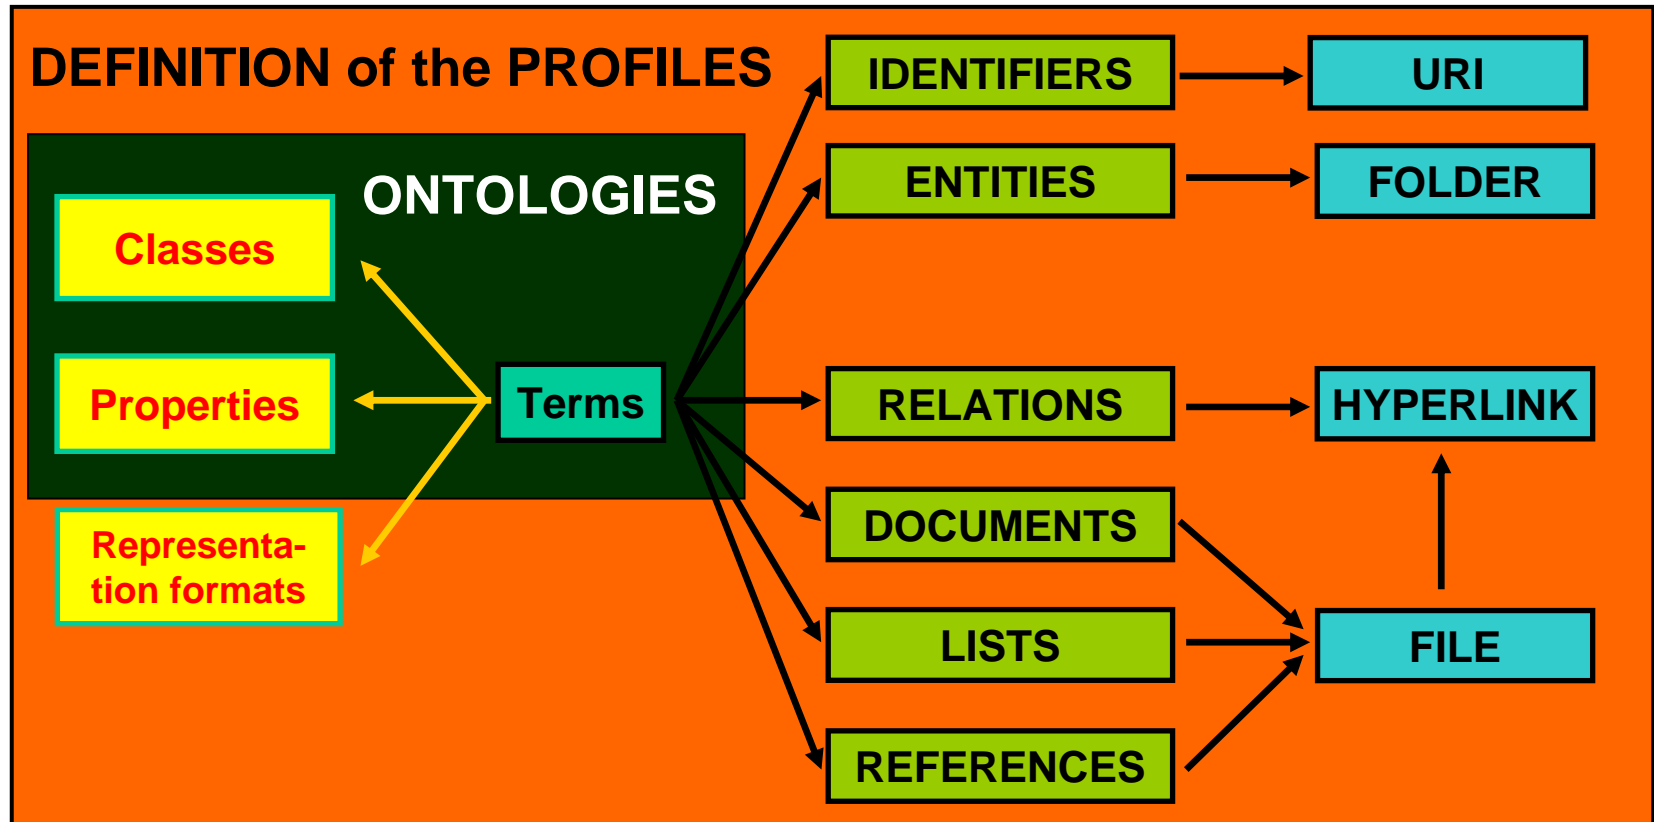 DEFINITION of the PROFILES
ONTOLOGIES
Classes
Properties
Representa-
tion formats
Terms
IDENTIFIERS
URI
ENTITIES
FOLDER
RELATIONS
HYPERLINK
DOCUMENTS
LISTS
FILE
REFERENCES